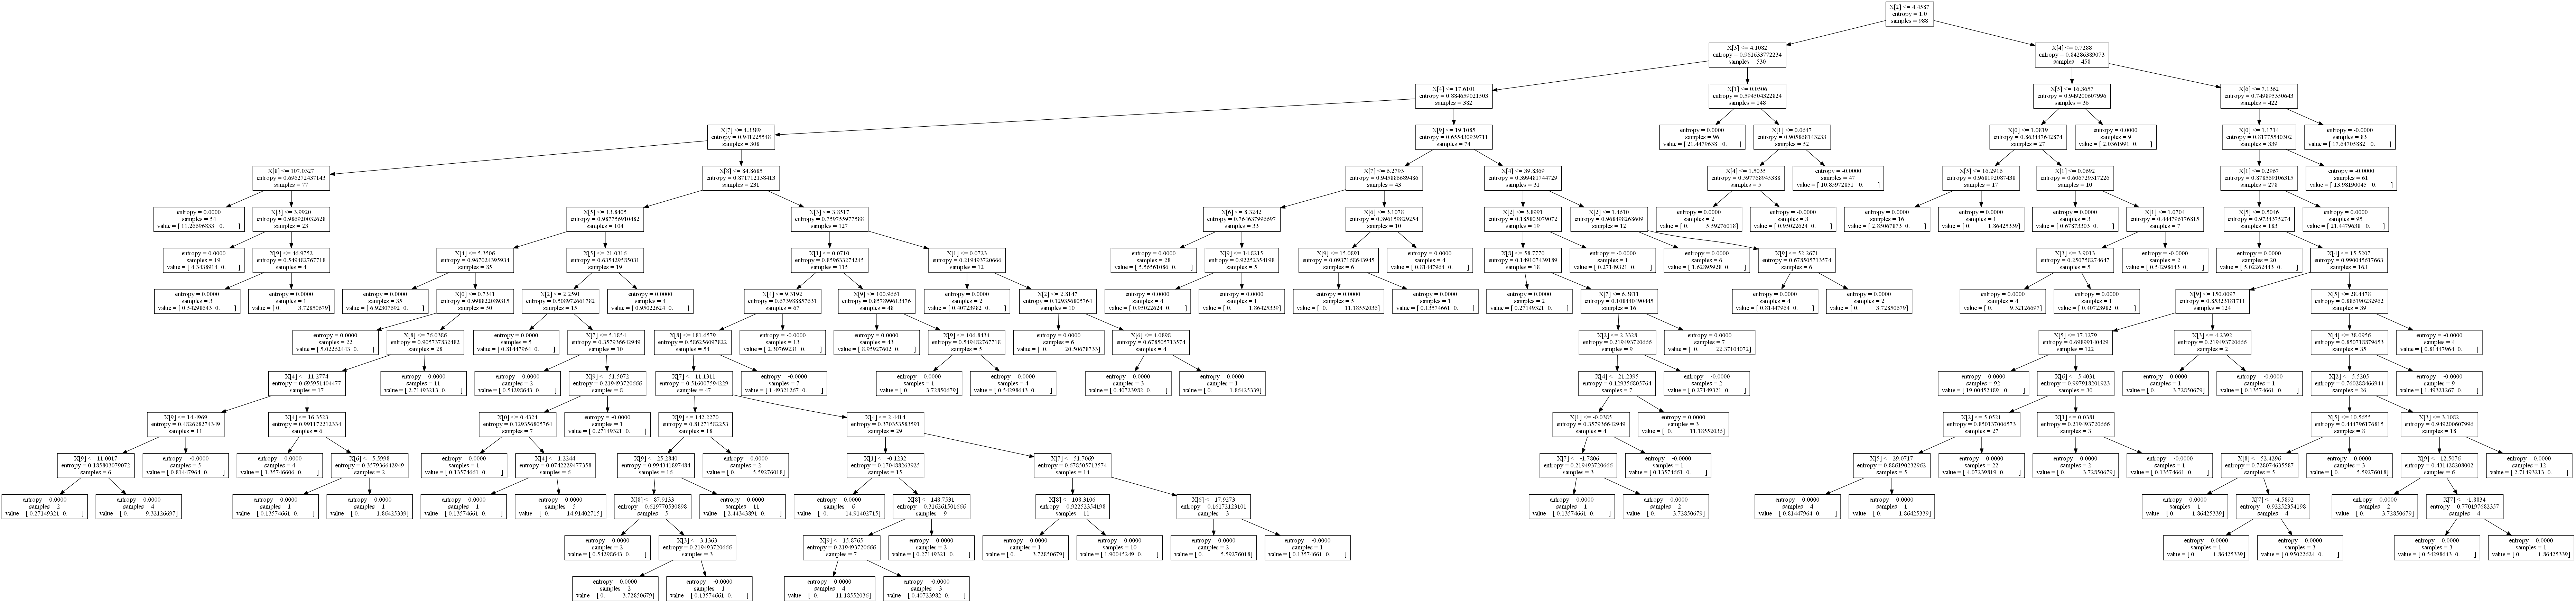 X[2] <= 4.4587
entropy = 1.0
samples = 988
X[3] <= 4.1082
entropy = 0.961633772234
samples = 530
X[4] <= 0.7288
entropy = 0.84286389073
samples = 458
X[4] <= 17.6101
entropy = 0.884659021503
samples = 382
X[1] <= 0.0506
entropy = 0.594504322824
samples = 148
X[5] <= 16.3657
entropy = 0.949200607996
samples = 36
X[6] <= 7.1362
entropy = 0.749895350643
samples = 422
X[7] <= 4.3389
entropy = 0.941225548
samples = 308
X[9] <= 19.1085
entropy = 0.655430939711
samples = 74
entropy = 0.0000
samples = 96
value = [ 21.4479638 0. ]
X[1] <= 0.0647
entropy = 0.905868143233
samples = 52
X[0] <= 1.0819
entropy = 0.863447642874
samples = 27
entropy = 0.0000
samples = 9
value = [ 2.0361991 0. ]
X[0] <= 1.1714
entropy = 0.81775540302
samples = 339
entropy = -0.0000
samples = 83
value = [ 17.64705882 0. ]
X[8] <= 107.0327
entropy = 0.696272437143
samples = 77
X[8] <= 84.8685
entropy = 0.871712138413
samples = 231
X[7] <= 6.2793
entropy = 0.945886689486
samples = 43
X[4] <= 39.8369
entropy = 0.399481744729
samples = 31
X[4] <= 1.5035
entropy = 0.597768945388
samples = 5
entropy = -0.0000
samples = 47
value = [ 10.85972851 0. ]
X[5] <= 16.2916
entropy = 0.968192087438
samples = 17
X[1] <= 0.0692
entropy = 0.606729317226
samples = 10
X[1] <= 0.2967
entropy = 0.878569106315
samples = 278
entropy = -0.0000
samples = 61
value = [ 13.98190045 0. ]
entropy = 0.0000
samples = 54
value = [ 11.26696833 0. ]
X[3] <= 3.9920
entropy = 0.986920032628
samples = 23
X[5] <= 13.8405
entropy = 0.987756910482
samples = 104
X[3] <= 3.8517
entropy = 0.759755977588
samples = 127
X[6] <= 8.3242
entropy = 0.764637996697
samples = 33
X[6] <= 3.1078
entropy = 0.396159829254
samples = 10
X[2] <= 3.8991
entropy = 0.185803079072
samples = 19
X[2] <= 1.4610
entropy = 0.968498268609
samples = 12
entropy = 0.0000
samples = 2
value = [ 0. 5.59276018]
entropy = -0.0000
samples = 3
value = [ 0.95022624 0. ]
entropy = 0.0000
samples = 16
value = [ 2.85067873 0. ]
entropy = 0.0000
samples = 1
value = [ 0. 1.86425339]
entropy = 0.0000
samples = 3
value = [ 0.67873303 0. ]
X[1] <= 1.0704
entropy = 0.444796176815
samples = 7
X[5] <= 0.5046
entropy = 0.9734375274
samples = 183
entropy = 0.0000
samples = 95
value = [ 21.4479638 0. ]
entropy = 0.0000
samples = 19
value = [ 4.3438914 0. ]
X[9] <= 46.9752
entropy = 0.549482767718
samples = 4
X[4] <= 5.3506
entropy = 0.967024395934
samples = 85
X[5] <= 21.0316
entropy = 0.635429585031
samples = 19
X[1] <= 0.0710
entropy = 0.859633274245
samples = 115
X[1] <= 0.0723
entropy = 0.219493720666
samples = 12
entropy = 0.0000
samples = 28
value = [ 5.56561086 0. ]
X[9] <= 14.8215
entropy = 0.92252354198
samples = 5
X[9] <= 15.0891
entropy = 0.0937168643945
samples = 6
entropy = 0.0000
samples = 4
value = [ 0.81447964 0. ]
X[8] <= 58.7770
entropy = 0.149107439189
samples = 18
entropy = -0.0000
samples = 1
value = [ 0.27149321 0. ]
entropy = 0.0000
samples = 6
value = [ 1.62895928 0. ]
X[9] <= 52.2671
entropy = 0.678505713574
samples = 6
X[3] <= 3.9013
entropy = 0.250758274647
samples = 5
entropy = -0.0000
samples = 2
value = [ 0.54298643 0. ]
entropy = 0.0000
samples = 20
value = [ 5.02262443 0. ]
X[4] <= 15.5207
entropy = 0.990045617663
samples = 163
entropy = 0.0000
samples = 3
value = [ 0.54298643 0. ]
entropy = 0.0000
samples = 1
value = [ 0. 3.72850679]
entropy = 0.0000
samples = 35
value = [ 6.92307692 0. ]
X[0] <= 0.7341
entropy = 0.998822089315
samples = 50
X[2] <= 2.2591
entropy = 0.508972661782
samples = 15
entropy = 0.0000
samples = 4
value = [ 0.95022624 0. ]
X[4] <= 9.3192
entropy = 0.673988857631
samples = 67
X[9] <= 100.9661
entropy = 0.857899613476
samples = 48
entropy = 0.0000
samples = 2
value = [ 0.40723982 0. ]
X[2] <= 2.8147
entropy = 0.129356805764
samples = 10
entropy = 0.0000
samples = 4
value = [ 0.95022624 0. ]
entropy = 0.0000
samples = 1
value = [ 0. 1.86425339]
entropy = 0.0000
samples = 5
value = [ 0. 11.18552036]
entropy = 0.0000
samples = 1
value = [ 0.13574661 0. ]
entropy = 0.0000
samples = 2
value = [ 0.27149321 0. ]
X[7] <= 6.3811
entropy = 0.108440490445
samples = 16
entropy = 0.0000
samples = 4
value = [ 0.81447964 0. ]
entropy = 0.0000
samples = 2
value = [ 0. 3.72850679]
entropy = 0.0000
samples = 4
value = [ 0. 9.32126697]
entropy = 0.0000
samples = 1
value = [ 0.40723982 0. ]
X[9] <= 150.0097
entropy = 0.85323181711
samples = 124
X[5] <= 28.4478
entropy = 0.886190232962
samples = 39
entropy = 0.0000
samples = 22
value = [ 5.02262443 0. ]
X[8] <= 76.0386
entropy = 0.905737832482
samples = 28
entropy = 0.0000
samples = 5
value = [ 0.81447964 0. ]
X[7] <= 5.1854
entropy = 0.357936642949
samples = 10
X[8] <= 188.6579
entropy = 0.586256097822
samples = 54
entropy = -0.0000
samples = 13
value = [ 2.30769231 0. ]
entropy = 0.0000
samples = 43
value = [ 8.95927602 0. ]
X[9] <= 106.8434
entropy = 0.549482767718
samples = 5
entropy = 0.0000
samples = 6
value = [ 0. 20.50678733]
X[6] <= 4.0898
entropy = 0.678505713574
samples = 4
X[2] <= 2.3328
entropy = 0.219493720666
samples = 9
entropy = 0.0000
samples = 7
value = [ 0. 22.37104072]
X[5] <= 17.1279
entropy = 0.69899140429
samples = 122
X[3] <= 4.2392
entropy = 0.219493720666
samples = 2
X[4] <= 38.0956
entropy = 0.850718879653
samples = 35
entropy = -0.0000
samples = 4
value = [ 0.81447964 0. ]
X[4] <= 11.2774
entropy = 0.695951404477
samples = 17
entropy = 0.0000
samples = 11
value = [ 2.71493213 0. ]
entropy = 0.0000
samples = 2
value = [ 0.54298643 0. ]
X[9] <= 51.5072
entropy = 0.219493720666
samples = 8
X[7] <= 11.1311
entropy = 0.516007594229
samples = 47
entropy = -0.0000
samples = 7
value = [ 1.49321267 0. ]
entropy = 0.0000
samples = 1
value = [ 0. 3.72850679]
entropy = 0.0000
samples = 4
value = [ 0.54298643 0. ]
entropy = 0.0000
samples = 3
value = [ 0.40723982 0. ]
entropy = 0.0000
samples = 1
value = [ 0. 1.86425339]
X[4] <= 21.2395
entropy = 0.129356805764
samples = 7
entropy = -0.0000
samples = 2
value = [ 0.27149321 0. ]
entropy = 0.0000
samples = 92
value = [ 19.00452489 0. ]
X[6] <= 5.4031
entropy = 0.997918201923
samples = 30
entropy = 0.0000
samples = 1
value = [ 0. 3.72850679]
entropy = -0.0000
samples = 1
value = [ 0.13574661 0. ]
X[2] <= 5.5205
entropy = 0.760288466944
samples = 26
entropy = -0.0000
samples = 9
value = [ 1.49321267 0. ]
X[9] <= 14.4969
entropy = 0.482628274349
samples = 11
X[4] <= 16.3523
entropy = 0.991172212334
samples = 6
X[0] <= 0.4324
entropy = 0.129356805764
samples = 7
entropy = -0.0000
samples = 1
value = [ 0.27149321 0. ]
X[9] <= 142.2270
entropy = 0.81271582253
samples = 18
X[4] <= 2.4414
entropy = 0.370353583591
samples = 29
X[1] <= -0.0385
entropy = 0.357936642949
samples = 4
entropy = 0.0000
samples = 3
value = [ 0. 11.18552036]
X[2] <= 5.0521
entropy = 0.850137006573
samples = 27
X[1] <= 0.0381
entropy = 0.219493720666
samples = 3
X[5] <= 10.5655
entropy = 0.444796176815
samples = 8
X[3] <= 3.1082
entropy = 0.949200607996
samples = 18
X[9] <= 11.0017
entropy = 0.185803079072
samples = 6
entropy = -0.0000
samples = 5
value = [ 0.81447964 0. ]
entropy = 0.0000
samples = 4
value = [ 1.35746606 0. ]
X[6] <= 5.5998
entropy = 0.357936642949
samples = 2
entropy = 0.0000
samples = 1
value = [ 0.13574661 0. ]
X[4] <= 1.2244
entropy = 0.0742229477358
samples = 6
X[9] <= 25.2840
entropy = 0.994341897484
samples = 16
entropy = 0.0000
samples = 2
value = [ 0. 5.59276018]
X[1] <= -0.1232
entropy = 0.170488263925
samples = 15
X[7] <= 51.7069
entropy = 0.678505713574
samples = 14
X[7] <= -1.7806
entropy = 0.219493720666
samples = 3
entropy = -0.0000
samples = 1
value = [ 0.13574661 0. ]
X[5] <= 29.0717
entropy = 0.886190232962
samples = 5
entropy = 0.0000
samples = 22
value = [ 4.07239819 0. ]
entropy = 0.0000
samples = 2
value = [ 0. 3.72850679]
entropy = -0.0000
samples = 1
value = [ 0.13574661 0. ]
X[8] <= 52.4296
entropy = 0.728074635587
samples = 5
entropy = 0.0000
samples = 3
value = [ 0. 5.59276018]
X[9] <= 12.5076
entropy = 0.431428208002
samples = 6
entropy = 0.0000
samples = 12
value = [ 2.71493213 0. ]
entropy = 0.0000
samples = 2
value = [ 0.27149321 0. ]
entropy = 0.0000
samples = 4
value = [ 0. 9.32126697]
entropy = 0.0000
samples = 1
value = [ 0.13574661 0. ]
entropy = 0.0000
samples = 1
value = [ 0. 1.86425339]
entropy = 0.0000
samples = 1
value = [ 0.13574661 0. ]
entropy = 0.0000
samples = 5
value = [ 0. 14.91402715]
X[8] <= 87.9133
entropy = 0.619770530898
samples = 5
entropy = 0.0000
samples = 11
value = [ 2.44343891 0. ]
entropy = 0.0000
samples = 6
value = [ 0. 14.91402715]
X[8] <= 148.7531
entropy = 0.316261501666
samples = 9
X[8] <= 108.3106
entropy = 0.92252354198
samples = 11
X[6] <= 17.9273
entropy = 0.16172123101
samples = 3
entropy = 0.0000
samples = 1
value = [ 0.13574661 0. ]
entropy = 0.0000
samples = 2
value = [ 0. 3.72850679]
entropy = 0.0000
samples = 4
value = [ 0.81447964 0. ]
entropy = 0.0000
samples = 1
value = [ 0. 1.86425339]
entropy = 0.0000
samples = 1
value = [ 0. 1.86425339]
X[7] <= -4.5892
entropy = 0.92252354198
samples = 4
entropy = 0.0000
samples = 2
value = [ 0. 3.72850679]
X[7] <= -1.8834
entropy = 0.770197682357
samples = 4
entropy = 0.0000
samples = 2
value = [ 0.54298643 0. ]
X[3] <= 3.1363
entropy = 0.219493720666
samples = 3
X[9] <= 15.8765
entropy = 0.219493720666
samples = 7
entropy = 0.0000
samples = 2
value = [ 0.27149321 0. ]
entropy = 0.0000
samples = 1
value = [ 0. 3.72850679]
entropy = 0.0000
samples = 10
value = [ 1.90045249 0. ]
entropy = 0.0000
samples = 2
value = [ 0. 5.59276018]
entropy = -0.0000
samples = 1
value = [ 0.13574661 0. ]
entropy = 0.0000
samples = 1
value = [ 0. 1.86425339]
entropy = 0.0000
samples = 3
value = [ 0.95022624 0. ]
entropy = 0.0000
samples = 3
value = [ 0.54298643 0. ]
entropy = 0.0000
samples = 1
value = [ 0. 1.86425339]
entropy = 0.0000
samples = 2
value = [ 0. 3.72850679]
entropy = -0.0000
samples = 1
value = [ 0.13574661 0. ]
entropy = 0.0000
samples = 4
value = [ 0. 11.18552036]
entropy = -0.0000
samples = 3
value = [ 0.40723982 0. ]